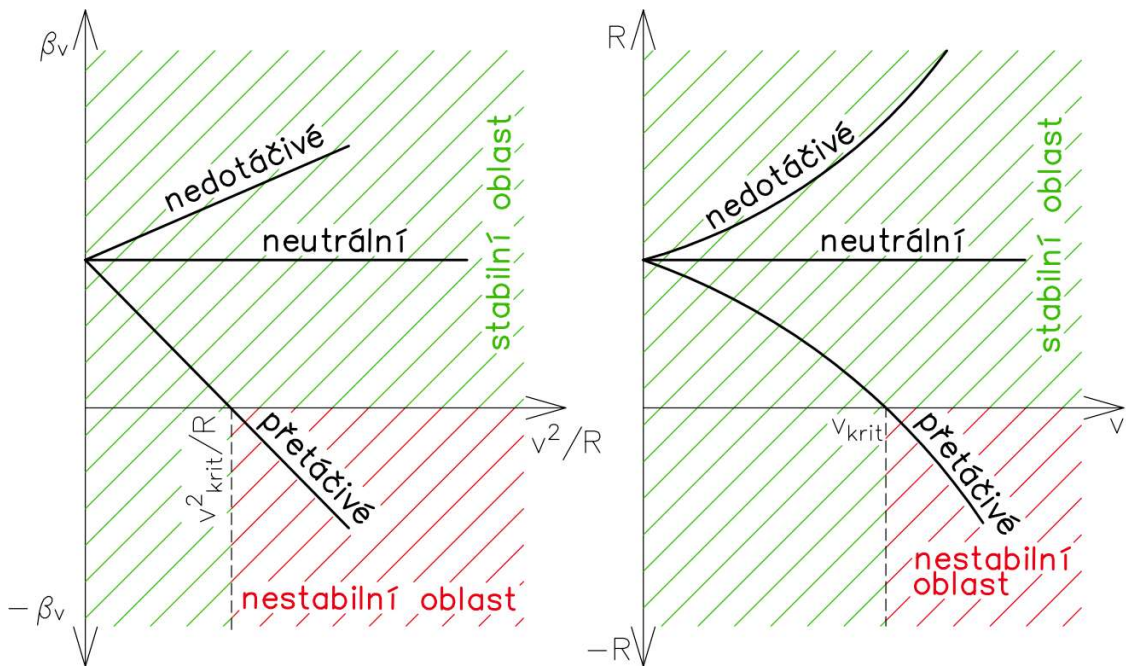 βv
nedotáčivé
neutrální
stabilní oblast
v²/R
v²krit/R
přetáčivé
nestabilní oblast
-βv
R
nedotáčivé
neutrální
stabilní oblast
vkrit
v
přetáčivé
nestabilní
oblast
-R